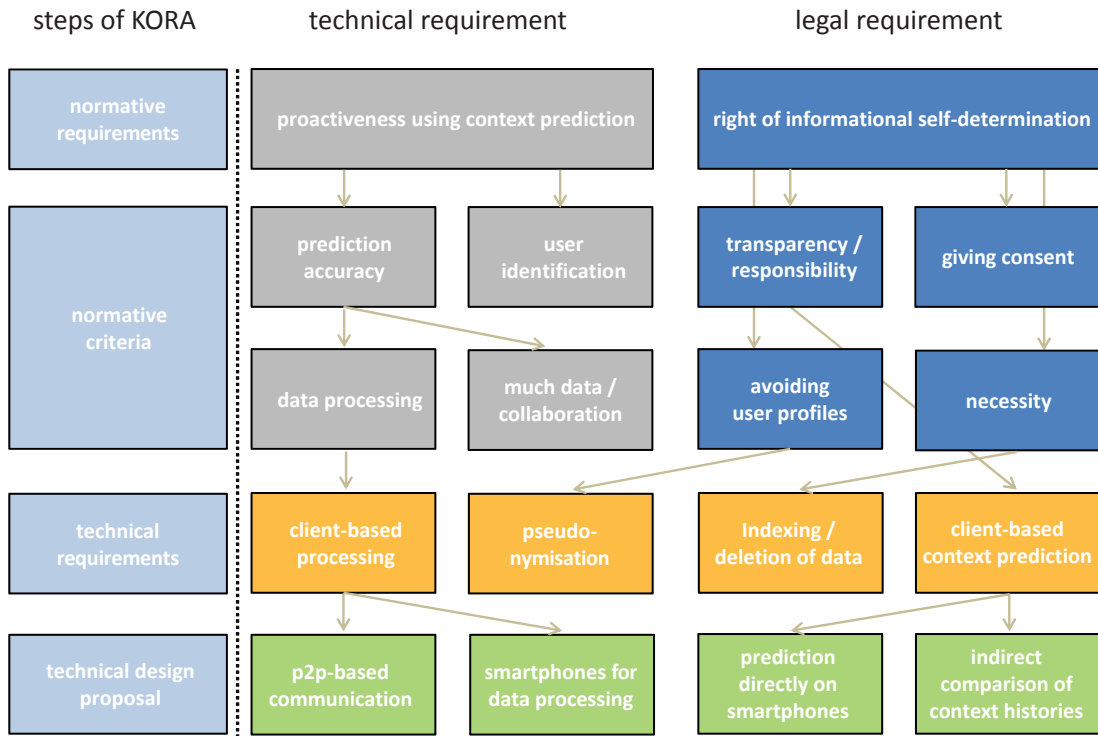 steps of KORA
technical requirement
legal requirement
normative
requirements
proactiveness using context prediction
right of informational self-determination
normative
criteria
prediction
accuracy
user
identification
transparency /
responsibility
giving consent
data processing
much data /
collaboration
avoiding
user profiles
necessity
technical
requirements
client-based
processing
pseudo-
nymisation
Indexing /
deletion of data
client-based
context prediction
technical design
proposal
p2p-based
communication
smartphones for
data processing
prediction
directly on
smartphones
indirect
comparison of
context histories